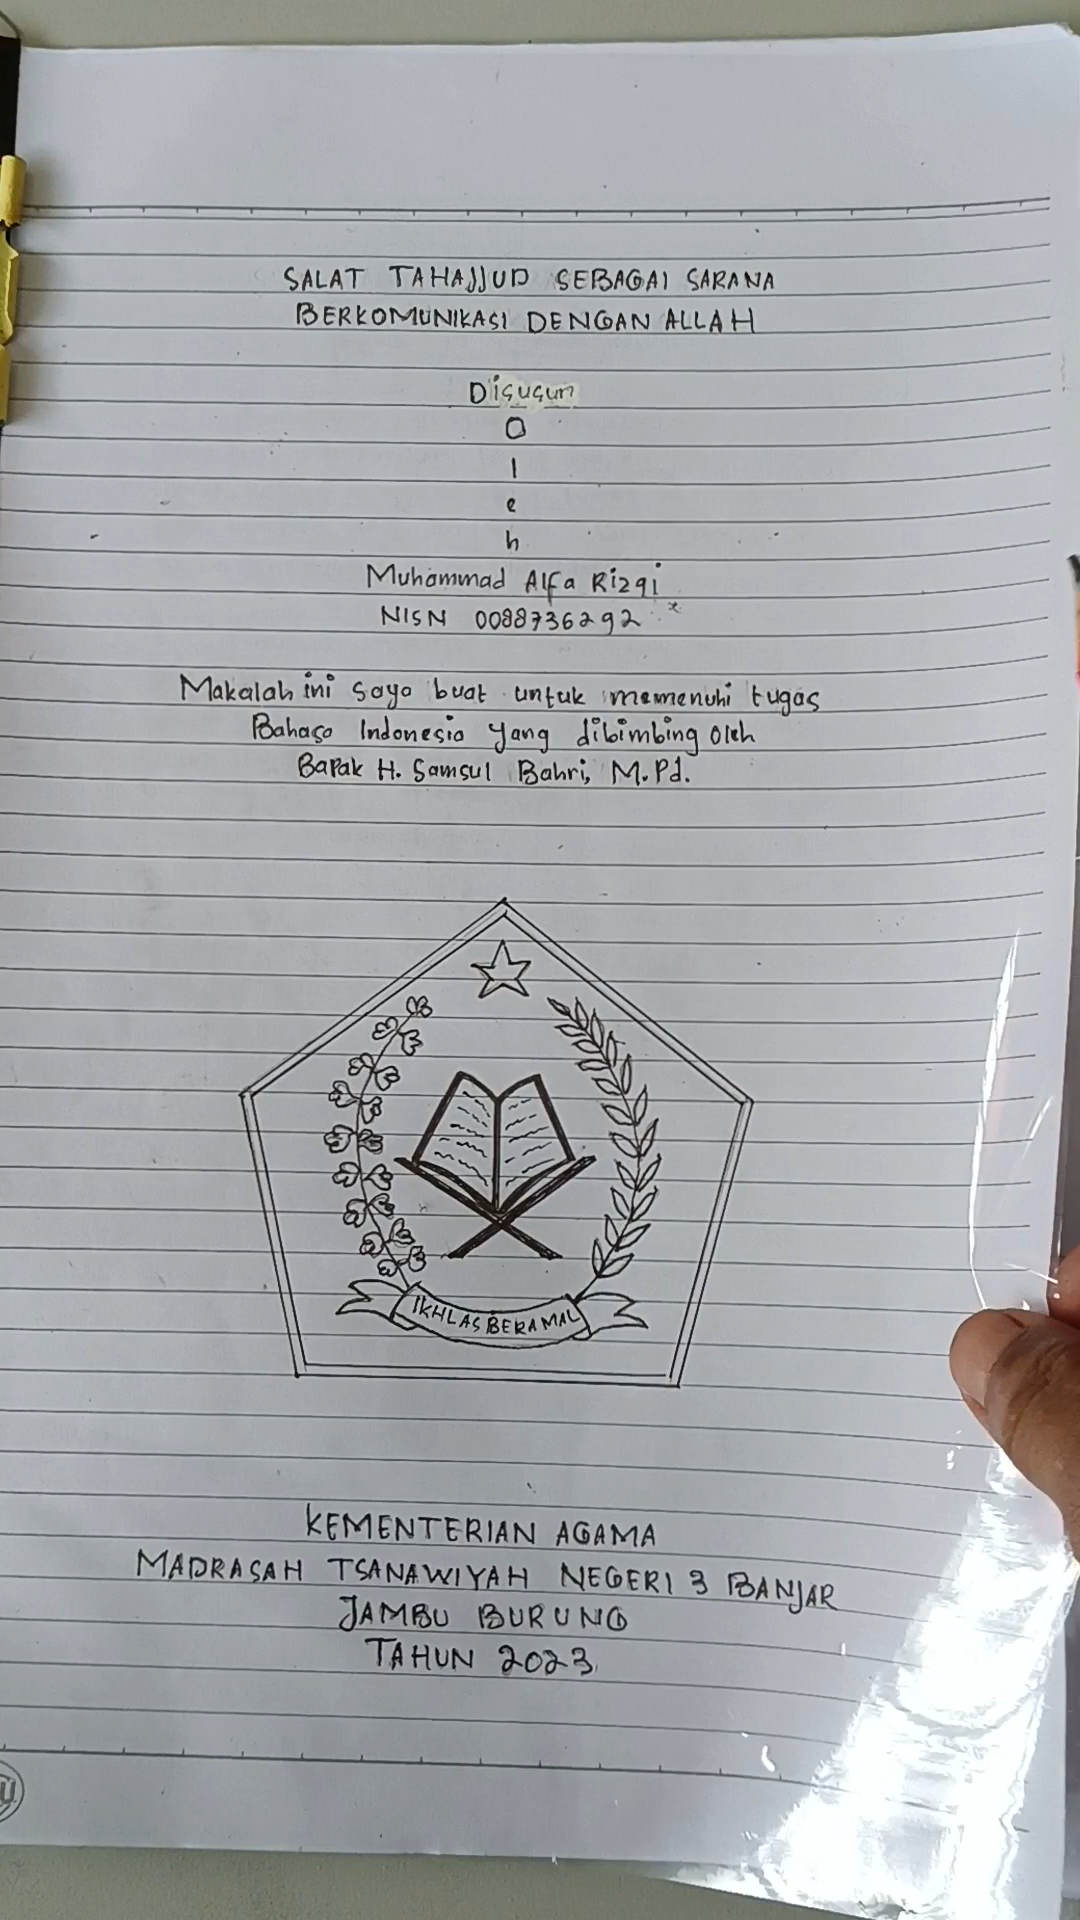 SALAT TAHAJJUD SEBAGAI SARANA
BERKOMUNIKASI DENGAN ALLAH
Disusun
O
l
e
h
Muhammad Alfa Rizqi
NISN 0088736292
Makalah ini saya buat untuk memenuhi tugas
Bahasa Indonesia yang dibimbing oleh
Bapak H. Samsul Bahri, M.Pd.
IKHLAS BERAMAL
KEMENTERIAN AGAMA
MADRASAH TSANAWIYAH NEGERI 3 BANJAR
JAMBU BURUNG
TAHUN 2023